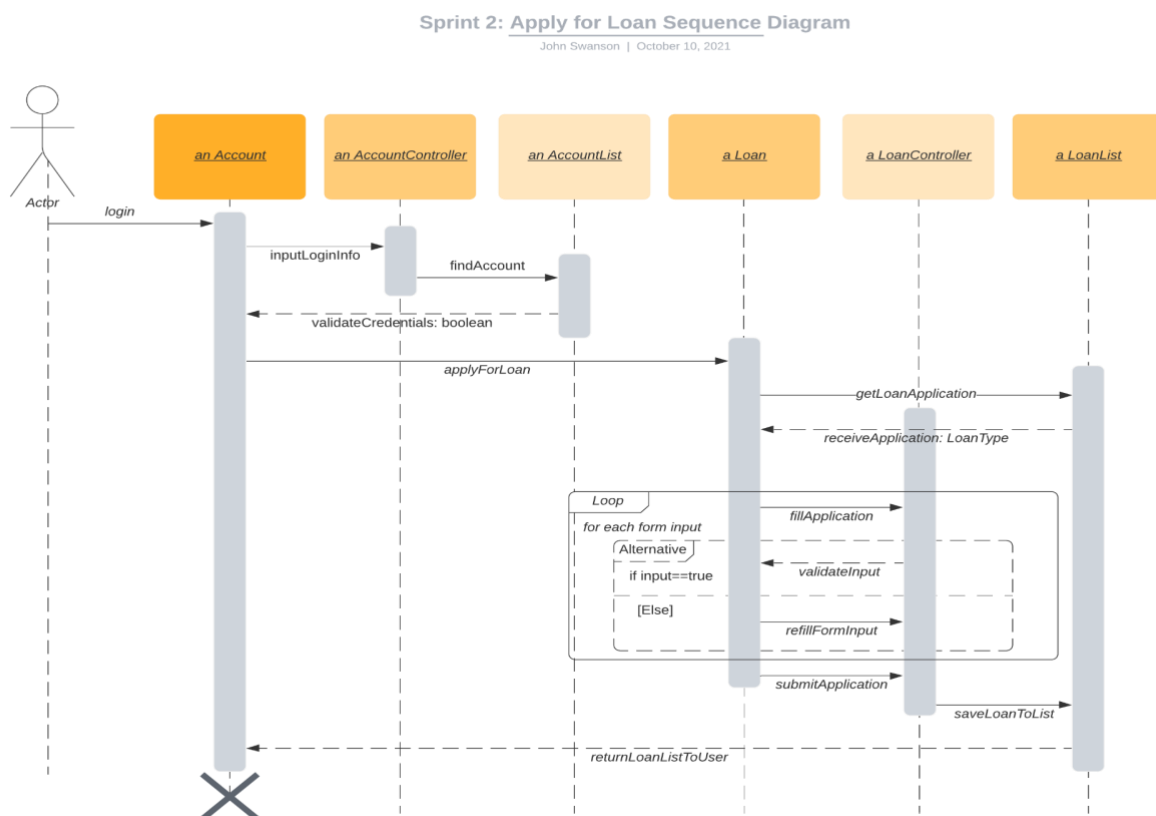 Sprint 2: Apply for Loan Sequence Diagram
John Swanson | October 10, 2021
Actor
an Account
an AccountController
an AccountList
a Loan
a LoanController
a LoanList
login
inputLoginInfo
findAccount
validateCredentials: boolean
applyForLoan
getLoanApplication
receiveApplication: LoanType
Loop
for each form input
fillApplication
Alternative
if input==true
validateInput
[Else]
refillFormInput
submitApplication
saveLoanToList
returnLoanListToUser